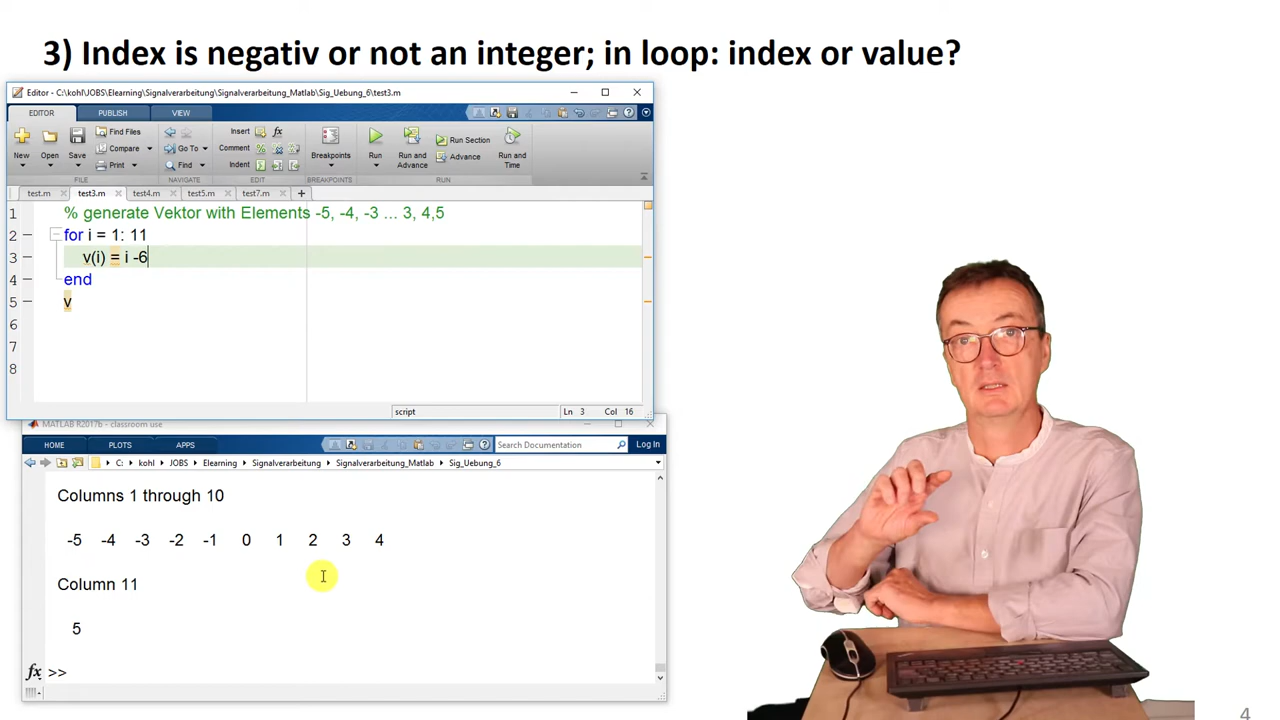 3) Index is negativ or not an integer; in loop: index or value?
Editor - C:\kohl\JOBS\Elearning\Signalverarbeitung\Signalverarbeitung_Matlab\Sig_Uebung_6\test3.m
EDITOR PUBLISH VIEW
New Open Save Find Files Compare Print Go To Find Insert Comment Indent fx Breakpoints Run Run and Advance Run Section Advance Run and Time
FILE NAVIGATE EDIT BREAKPOINTS RUN
test.m test3.m test4.m test5.m test7.m
1 % generate Vektor with Elements -5, -4, -3 ... 3, 4,5
2 for i = 1: 11
3 v(i) = i -6
4 end
5 v
6
7
8
script Ln 3 Col 16
MATLAB R2017b - classroom use
HOME PLOTS APPS Search Documentation Log In
C: kohl JOBS Elearning Signalverarbeitung Signalverarbeitung_Matlab Sig_Uebung_6
Columns 1 through 10
-5 -4 -3 -2 -1 0 1 2 3 4
Column 11
5
fx >>
4